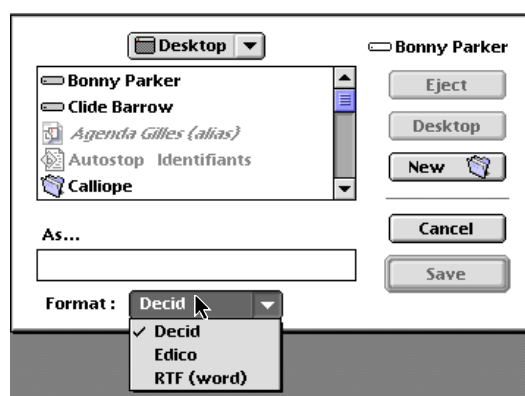 Desktop
Bonny Parker
Bonny Parker
Clide Barrow
Agenda Gilles (alias)
Autostop Identifiants
Calliope
Eject
Desktop
New
Cancel
Save
As...
Format : Decid
✓ Decid
Edico
RTF (word)